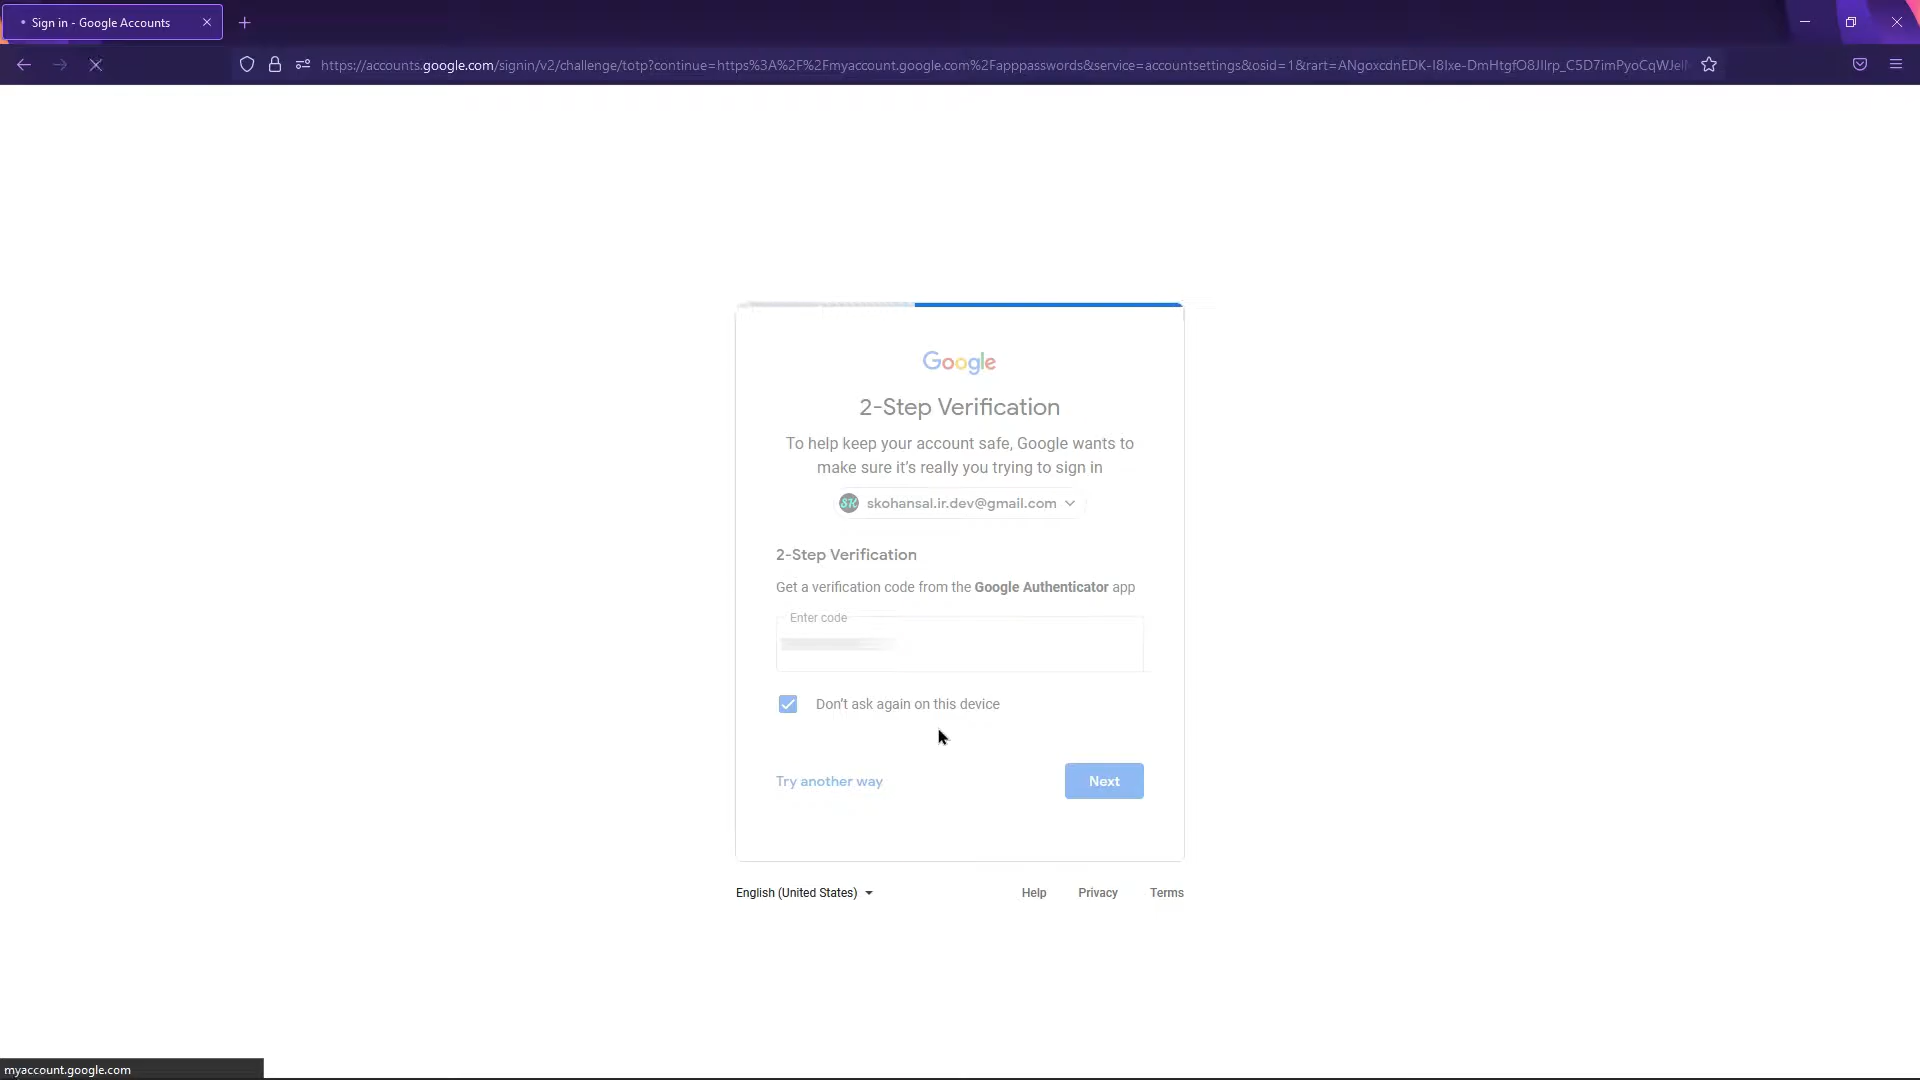 Sign in - Google Accounts
https://accounts.google.com/signin/v2/challenge/totp?continue=https%3A%2F%2Fmyaccount.google.com%2Fapppasswords&service=accountsettings&osid=1&rart=
Google
2-Step Verification
To help keep your account safe, Google wants to
make sure it's really you trying to sign in
SK skohansal.ir.dev@gmail.com
2-Step Verification
Get a verification code from the Google Authenticator app
Enter code
Don't ask again on this device
Try another way Next
English (United States) Help Privacy Terms
myaccount.google.com